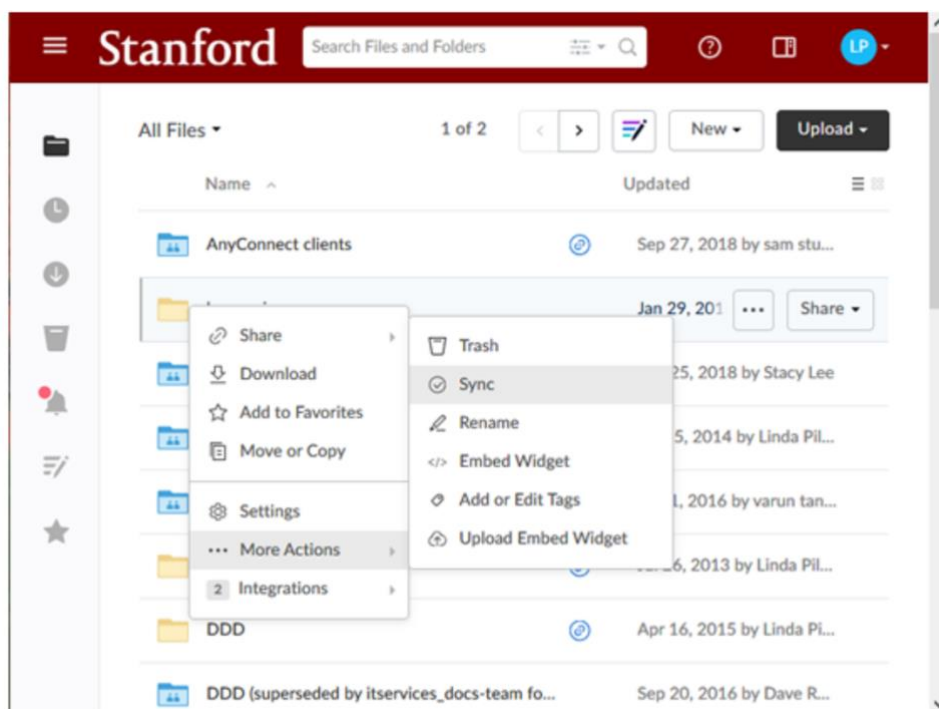 Stanford
Search Files and Folders
LP
All Files
1 of 2
New
Upload
Name
Updated
AnyConnect clients
Sep 27, 2018 by sam stu...
Jan 29, 201
Share
Share
Download
Add to Favorites
Move or Copy
Settings
More Actions
2 Integrations
Trash
Sync
Rename
Embed Widget
Add or Edit Tags
Upload Embed Widget
25, 2018 by Stacy Lee
5, 2014 by Linda Pil...
1, 2016 by varun tan...
26, 2013 by Linda Pil...
DDD
Apr 16, 2015 by Linda Pi...
DDD (superseded by itservices_docs-team fo...
Sep 20, 2016 by Dave R...